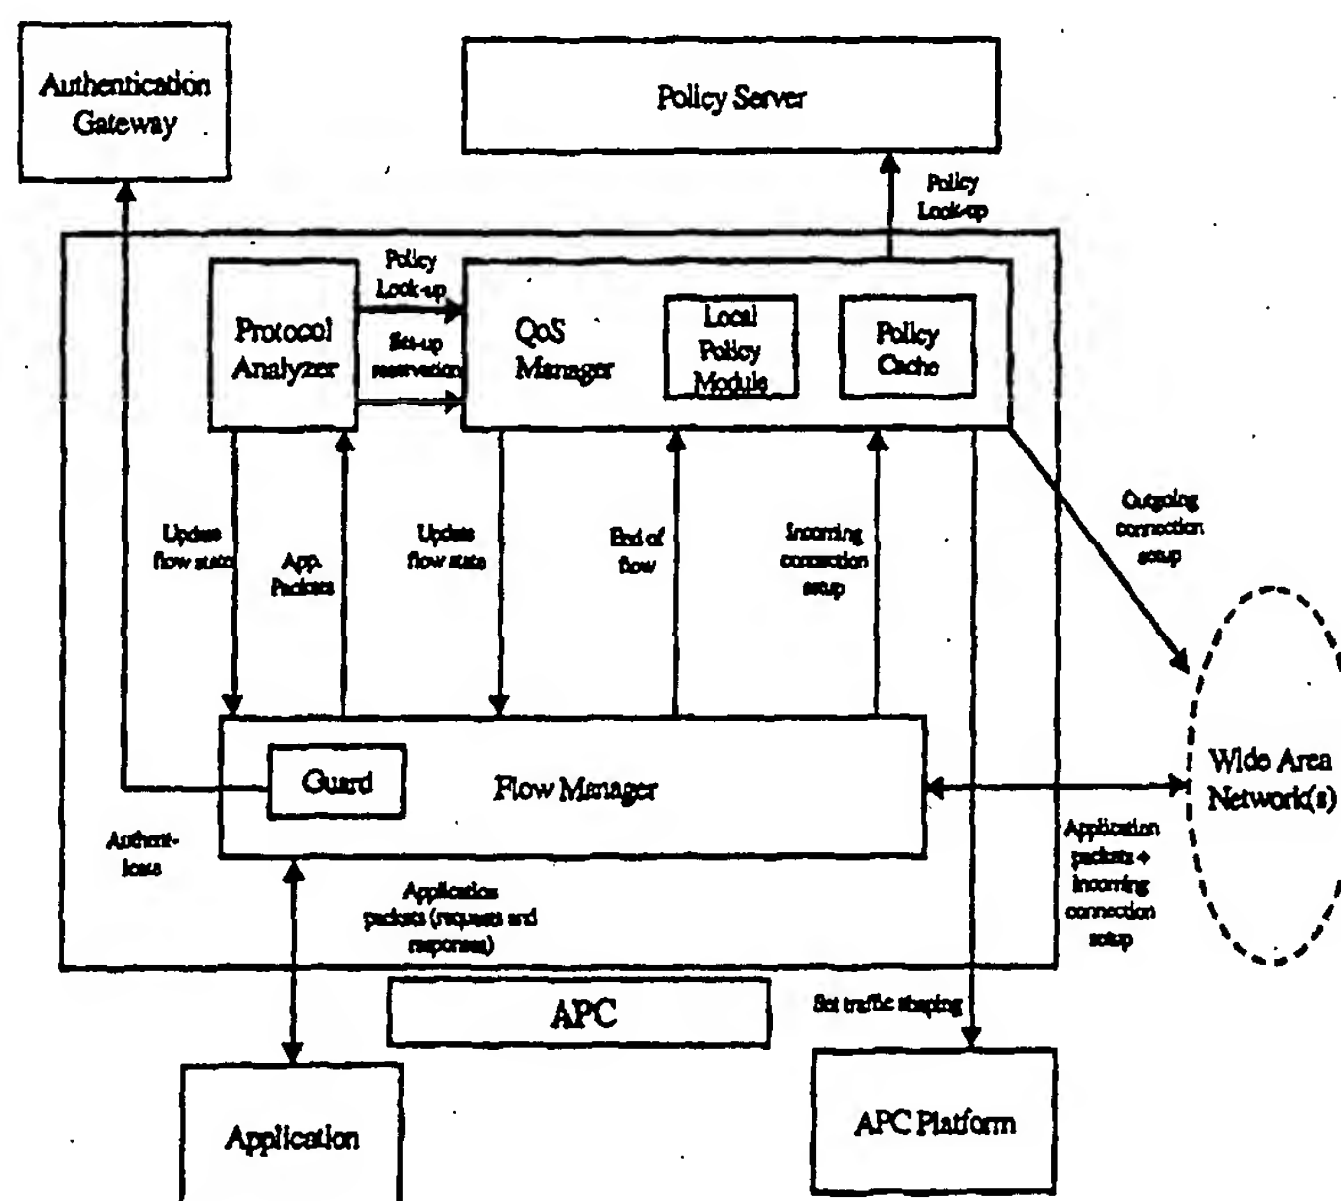 Authentication
Gateway
Policy Server
Policy
Look-up
Policy
Look-up
Protocol
Analyzer
Set-up
reservation
QoS
Manager
Local
Policy
Module
Policy
Cache
Update
flow state
App.
Packets
Update
flow state
End of
flow
Incoming
connection
setup
Outgoing
connection
setup
Guard
Flow Manager
Wide Area
Network(s)
Authent-
icate
Application
packets (requests and
responses)
Application
packets +
incoming
connection
setup
APC
Set traffic shaping
Application
APC Platform